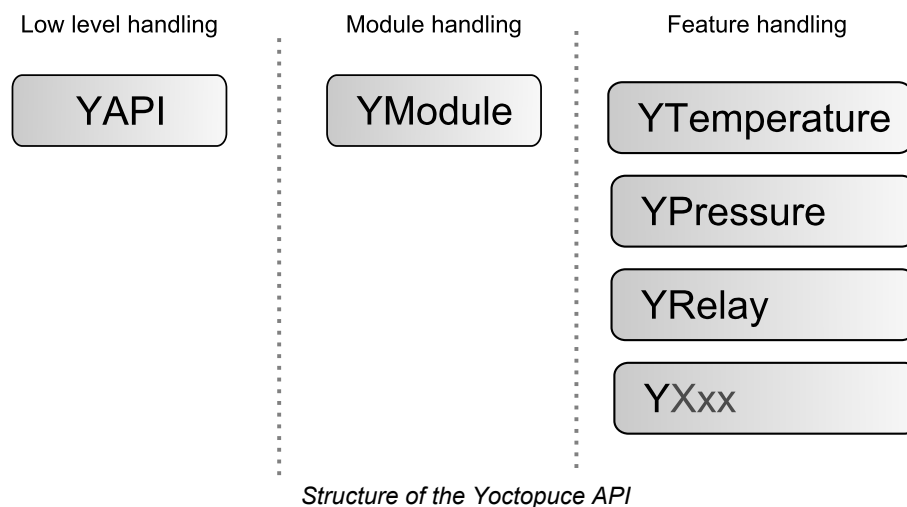 Low level handling
Module handling
Feature handling
YAPI
YModule
YTemperature
YPressure
YRelay
YXxx
Structure of the Yoctopuce API